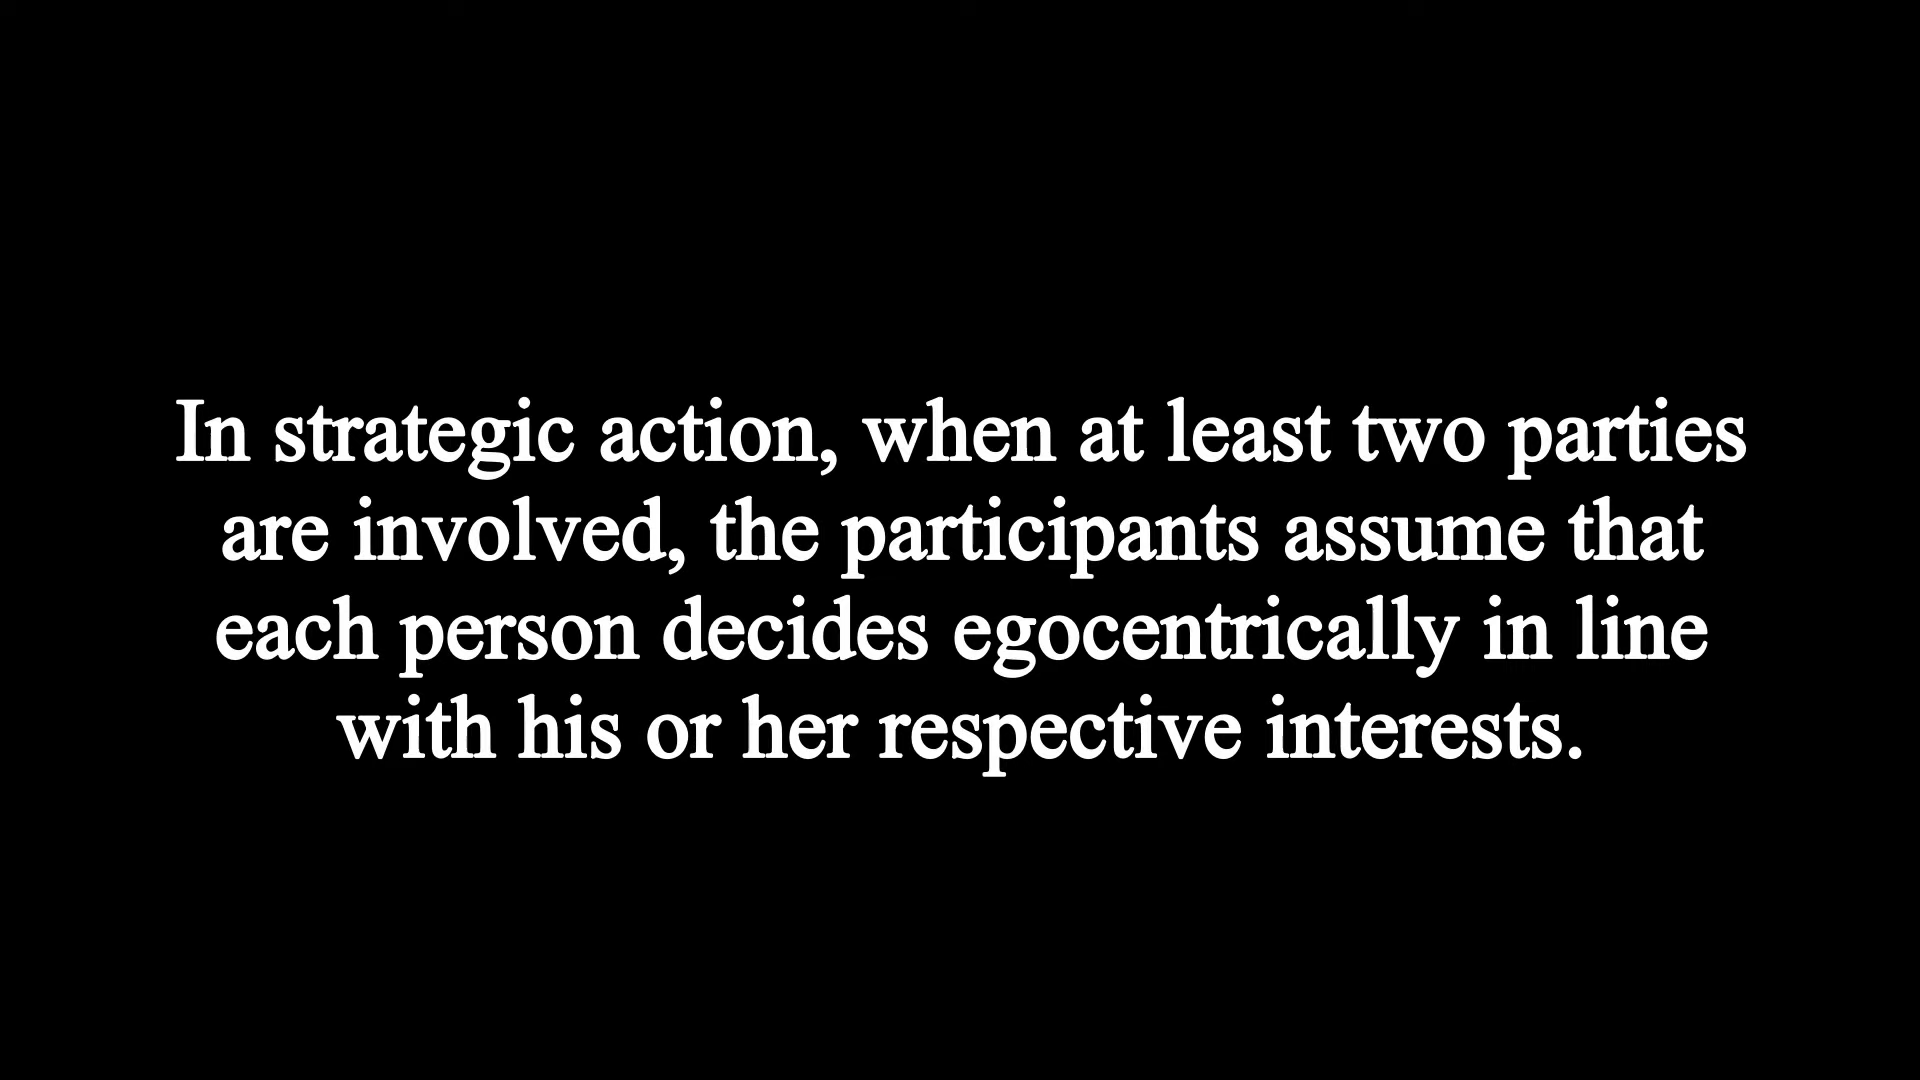 In strategic action, when at least two parties
are involved, the participants assume that
each person decides egocentrically in line
with his or her respective interests.